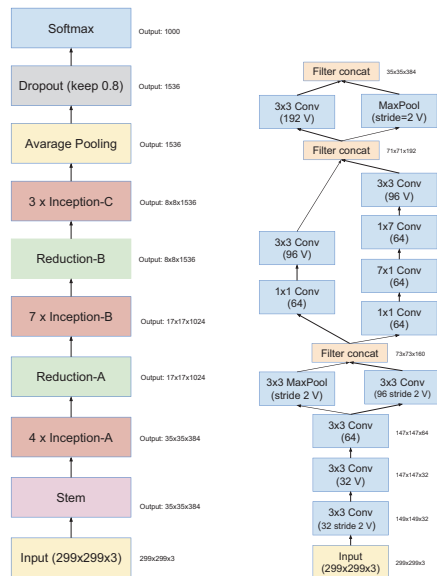 Softmax
Output: 1000
Dropout (keep 0.8)
Output: 1536
Avarage Pooling
Output: 1536
3 x Inception-C
Output: 8x8x1536
Reduction-B
Output: 8x8x1536
7 x Inception-B
Output: 17x17x1024
Reduction-A
Output: 17x17x1024
4 x Inception-A
Output: 35x35x384
Stem
Output: 35x35x384
Input (299x299x3)
299x299x3
Filter concat
35x35x384
3x3 Conv
(192 V)
MaxPool
(stride=2 V)
Filter concat
71x71x192
3x3 Conv
(96 V)
1x7 Conv
(64)
3x3 Conv
(96 V)
7x1 Conv
(64)
1x1 Conv
(64)
1x1 Conv
(64)
Filter concat
73x73x160
3x3 MaxPool
(stride 2 V)
3x3 Conv
(96 stride 2 V)
3x3 Conv
(64)
147x147x64
3x3 Conv
(32 V)
147x147x32
3x3 Conv
(32 stride 2 V)
149x149x32
Input
(299x299x3)
299x299x3